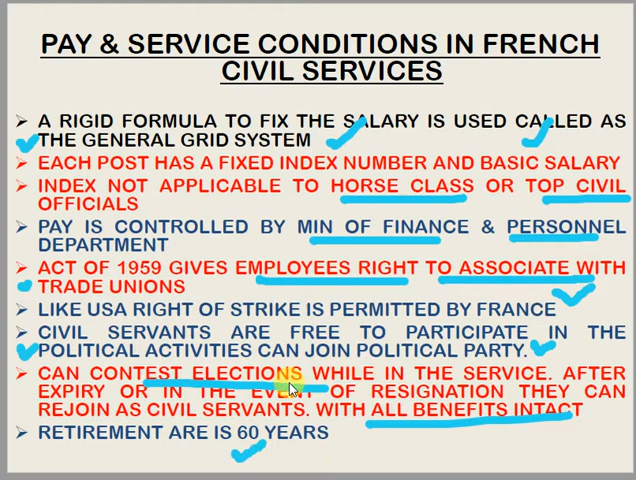 PAY & SERVICE CONDITIONS IN FRENCH
CIVIL SERVICES
➢ A RIGID FORMULA TO FIX THE SALARY IS USED CALLED AS
THE GENERAL GRID SYSTEM
➢ EACH POST HAS A FIXED INDEX NUMBER AND BASIC SALARY
➢ INDEX NOT APPLICABLE TO HORSE CLASS OR TOP CIVIL
OFFICIALS
➢ PAY IS CONTROLLED BY MIN OF FINANCE & PERSONNEL
DEPARTMENT
➢ ACT OF 1959 GIVES EMPLOYEES RIGHT TO ASSOCIATE WITH
TRADE UNIONS
➢ LIKE USA RIGHT OF STRIKE IS PERMITTED BY FRANCE
➢ CIVIL SERVANTS ARE FREE TO PARTICIPATE IN THE
POLITICAL ACTIVITIES CAN JOIN POLITICAL PARTY.
➢ CAN CONTEST ELECTIONS WHILE IN THE SERVICE. AFTER
EXPIRY OR IN THE EVENT OF RESIGNATION THEY CAN
REJOIN AS CIVIL SERVANTS. WITH ALL BENEFITS INTACT
➢ RETIREMENT ARE IS 60 YEARS